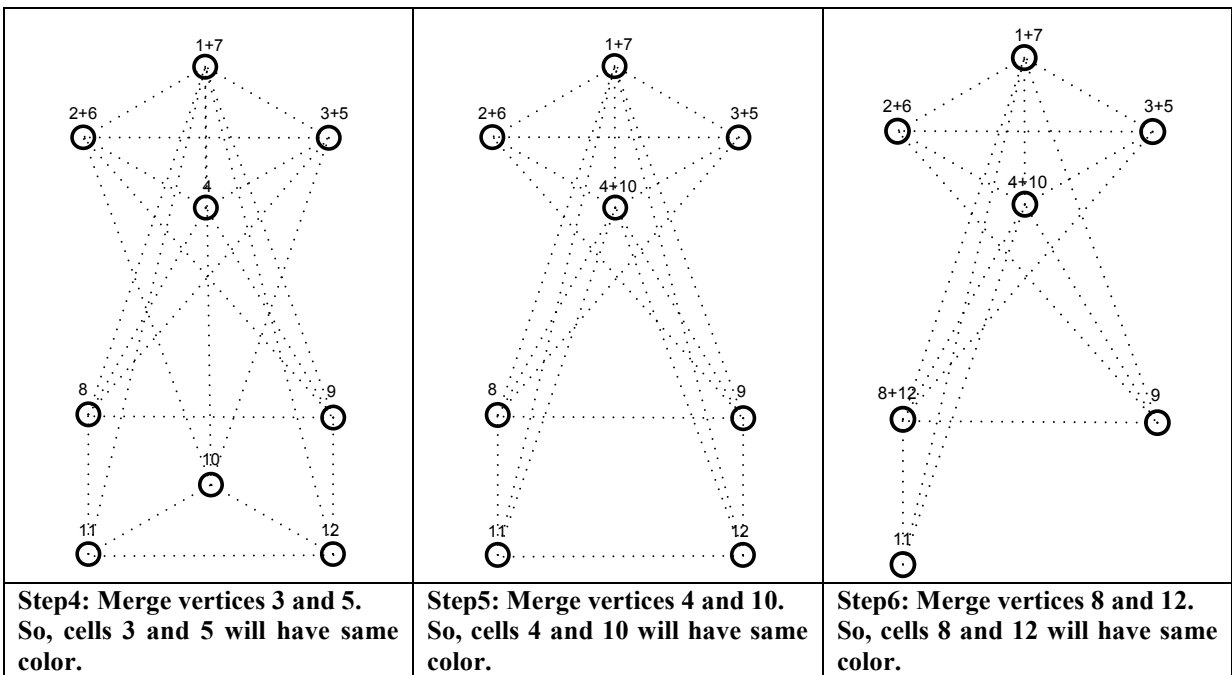 1+7
2+6
3+5
4
8
9
10
11
12
Step4: Merge vertices 3 and 5.
So, cells 3 and 5 will have same
color.
1+7
2+6
3+5
4+10
8
9
11
12
Step5: Merge vertices 4 and 10.
So, cells 4 and 10 will have same
color.
1+7
2+6
3+5
4+10
8+12
9
11
Step6: Merge vertices 8 and 12.
So, cells 8 and 12 will have same
color.